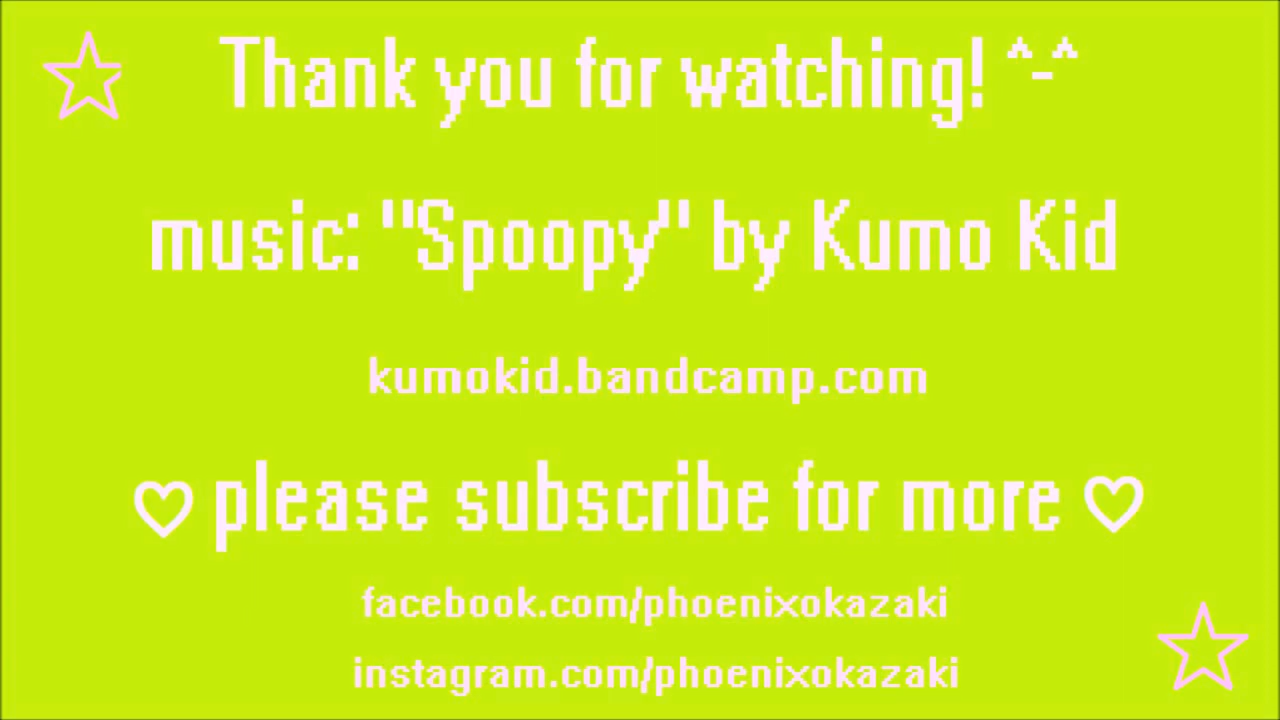 Thank you for watching! ^-^
music: "Spoopy" by Kumo Kid
kumokid.bandcamp.com
♡ please subscribe for more ♡
facebook.com/phoenixokazaki
instagram.com/phoenixokazaki